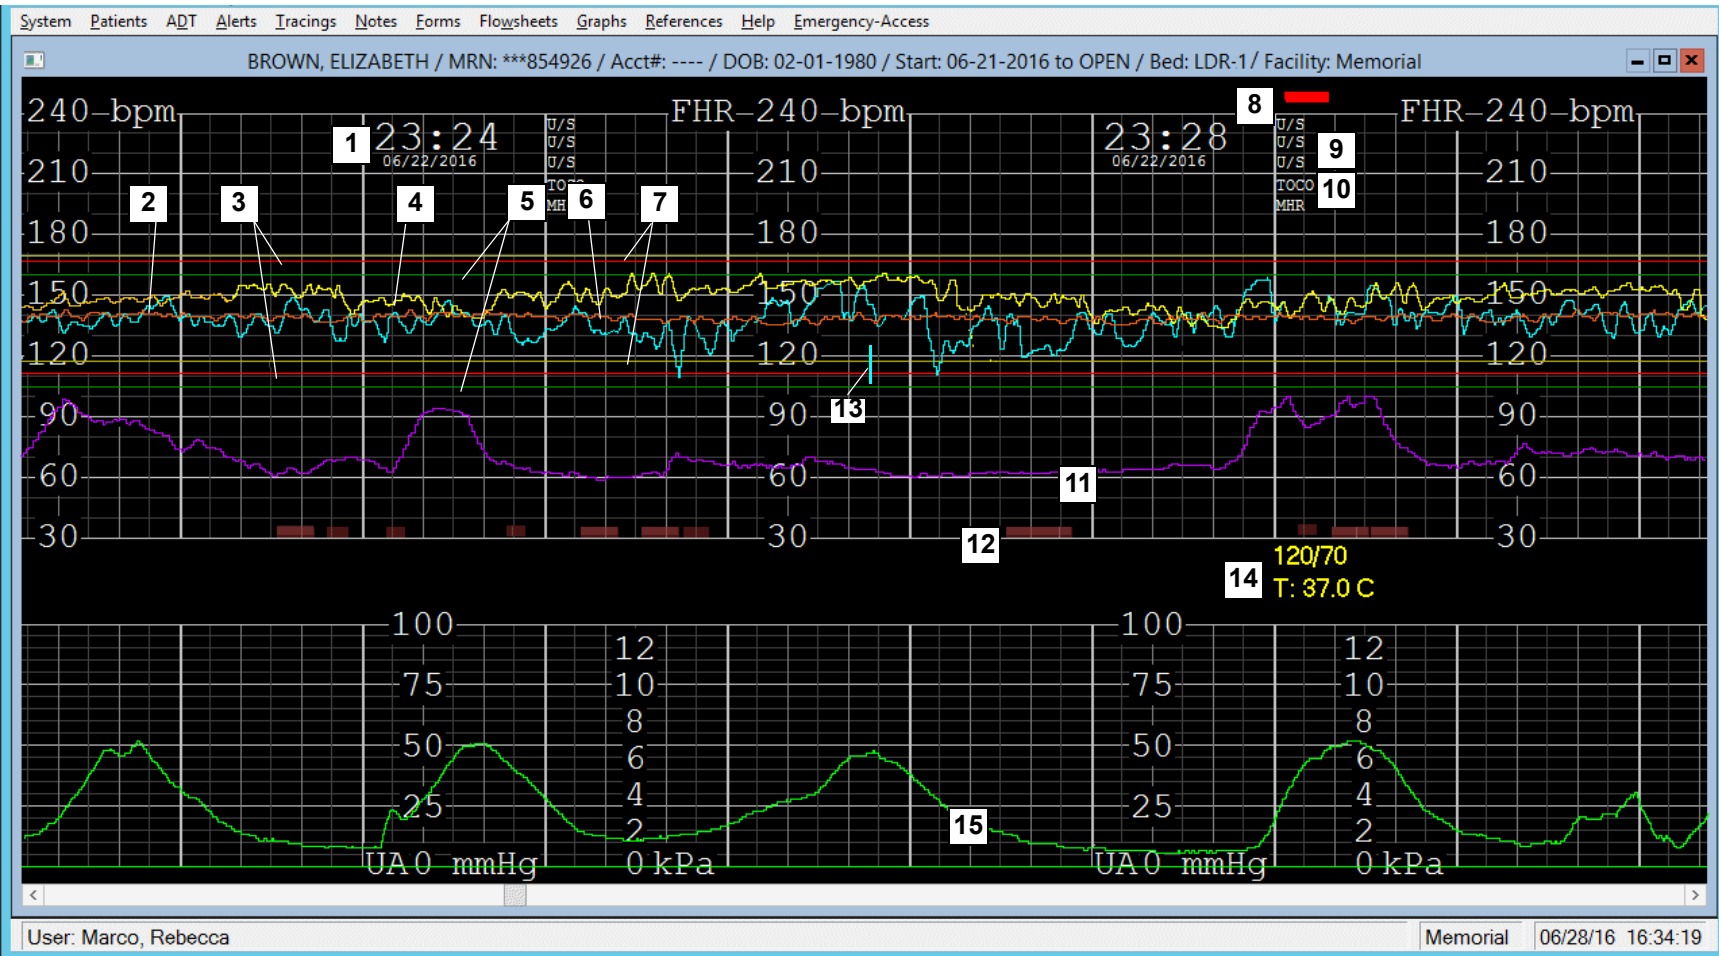 System Patients ADT Alerts Tracings Notes Forms Flowsheets Graphs References Help Emergency-Access
BROWN, ELIZABETH / MRN: ***854926 / Acct#: ---- / DOB: 02-01-1980 / Start: 06-21-2016 to OPEN / Bed: LDR-1/ Facility: Memorial
240 bpm FHR 240 bpm 8 FHR 240 bpm
1 23:24 U/S 23:28 U/S
06/22/2016 U/S 06/22/2016 U/S 9
U/S U/S
210 TOCO 210 TOCO 10 210
2 3 4 5 MH 6 7 MHR
180 180 180
150 150 150
120 120 120
13
90 90 90
60 60 11 60
30 12 30 30
120/70
14 T: 37.0 C
100 100
12 12
75 10 75 10
8 8
50 6 50 6
25 4 25 4
2 15 2
UA 0 mmHg 0 kPa UA 0 mmHg 0 kPa
User: Marco, Rebecca Memorial 06/28/16 16:34:19